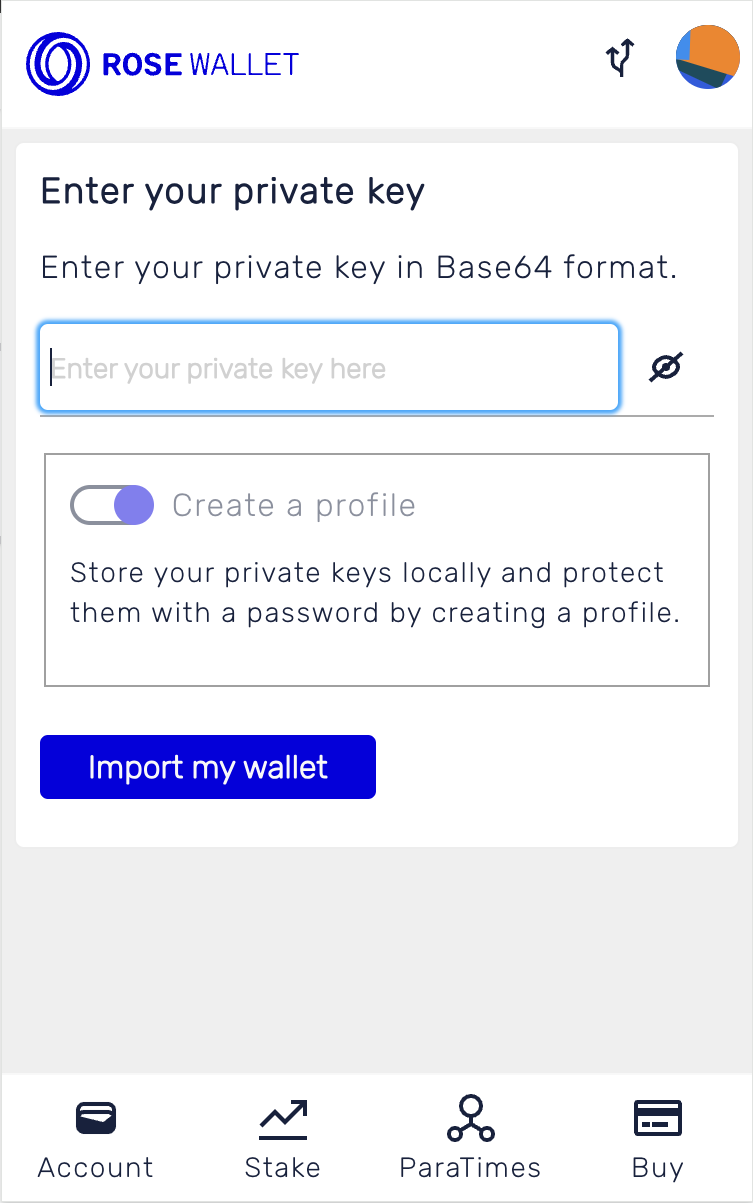 ROSE WALLET
Enter your private key
Enter your private key in Base64 format.
Enter your private key here
Create a profile
Store your private keys locally and protect
them with a password by creating a profile.
Import my wallet
Account
Stake
ParaTimes
Buy